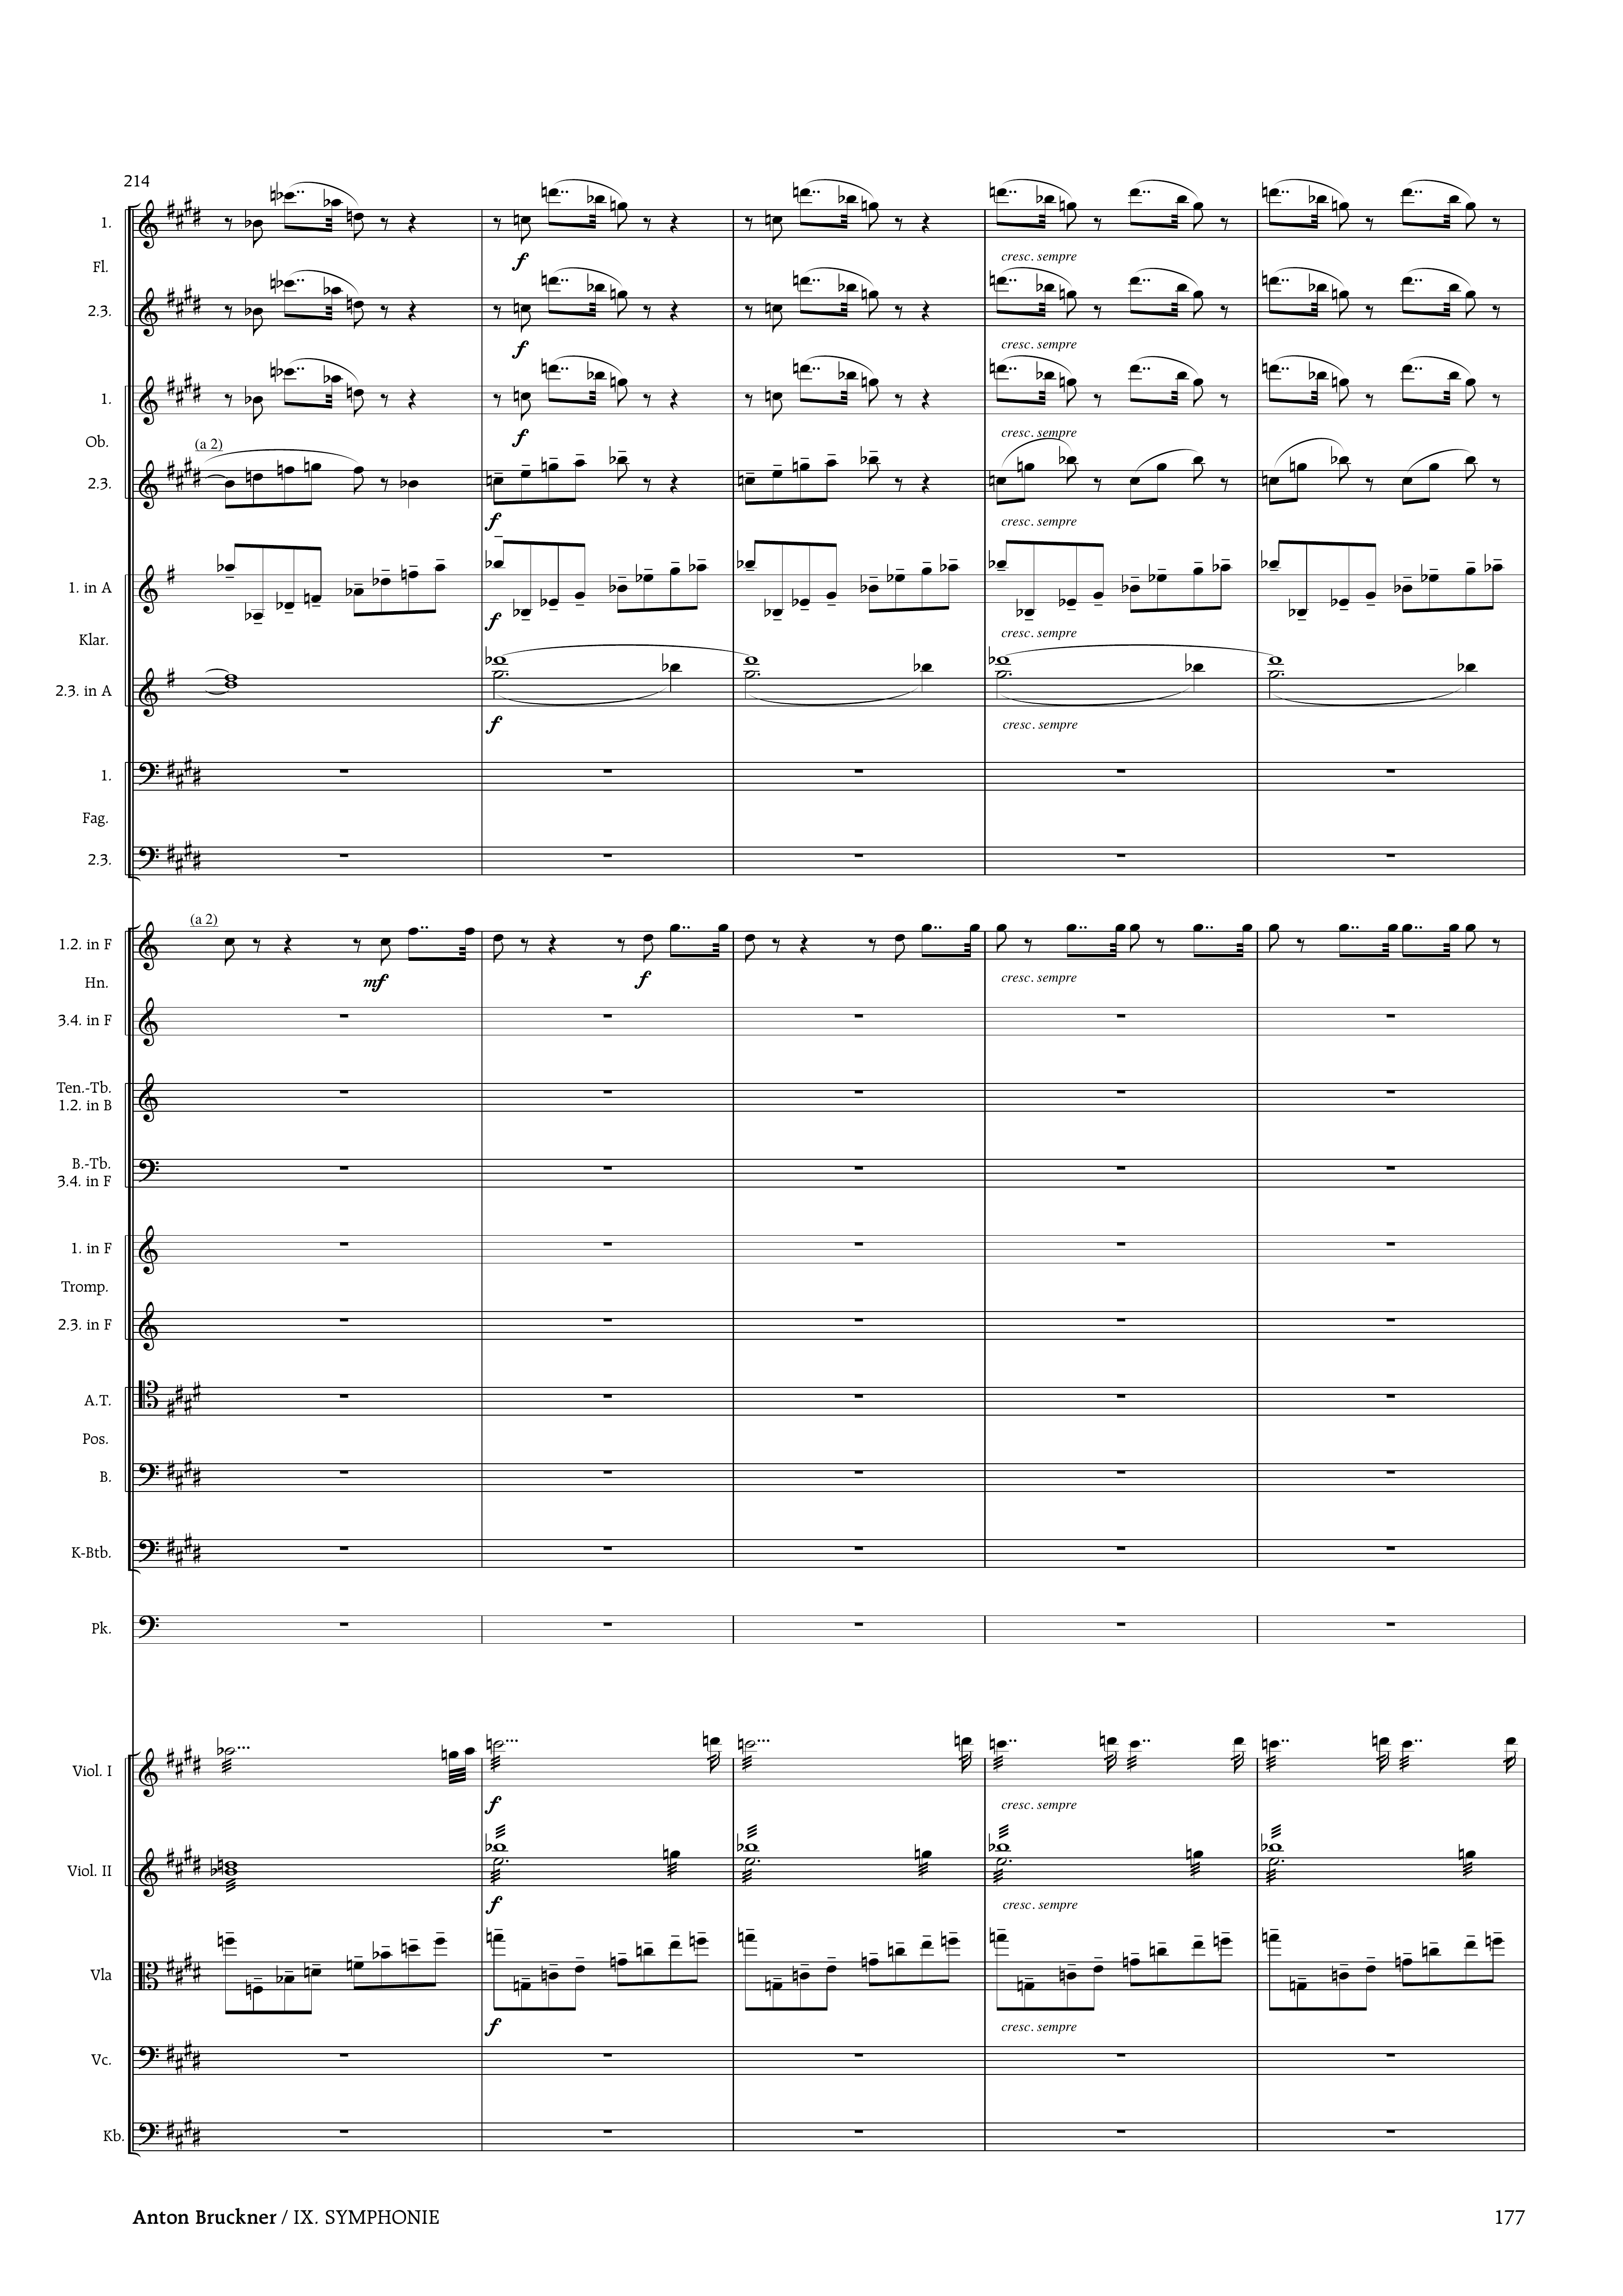 214
1.
Fl.
f
cresc. sempre
2.3.
f
cresc. sempre
1.
f
cresc. sempre
Ob.
(a 2)
2.3.
f
cresc. sempre
1. in A
f
cresc. sempre
Klar.
2.3. in A
f
cresc. sempre
1.
Fag.
2.3.
(a 2)
1.2. in F
mf
f
cresc. sempre
Hn.
3.4. in F
Ten.-Tb.
1.2. in B
B.-Tb.
3.4. in F
1. in F
Tromp.
2.3. in F
A.T.
Pos.
B.
K-Btb.
Pk.
Viol. I
f
cresc. sempre
Viol. II
f
cresc. sempre
Vla
f
cresc. sempre
Vc.
Kb.
Anton Bruckner / IX. SYMPHONIE
177